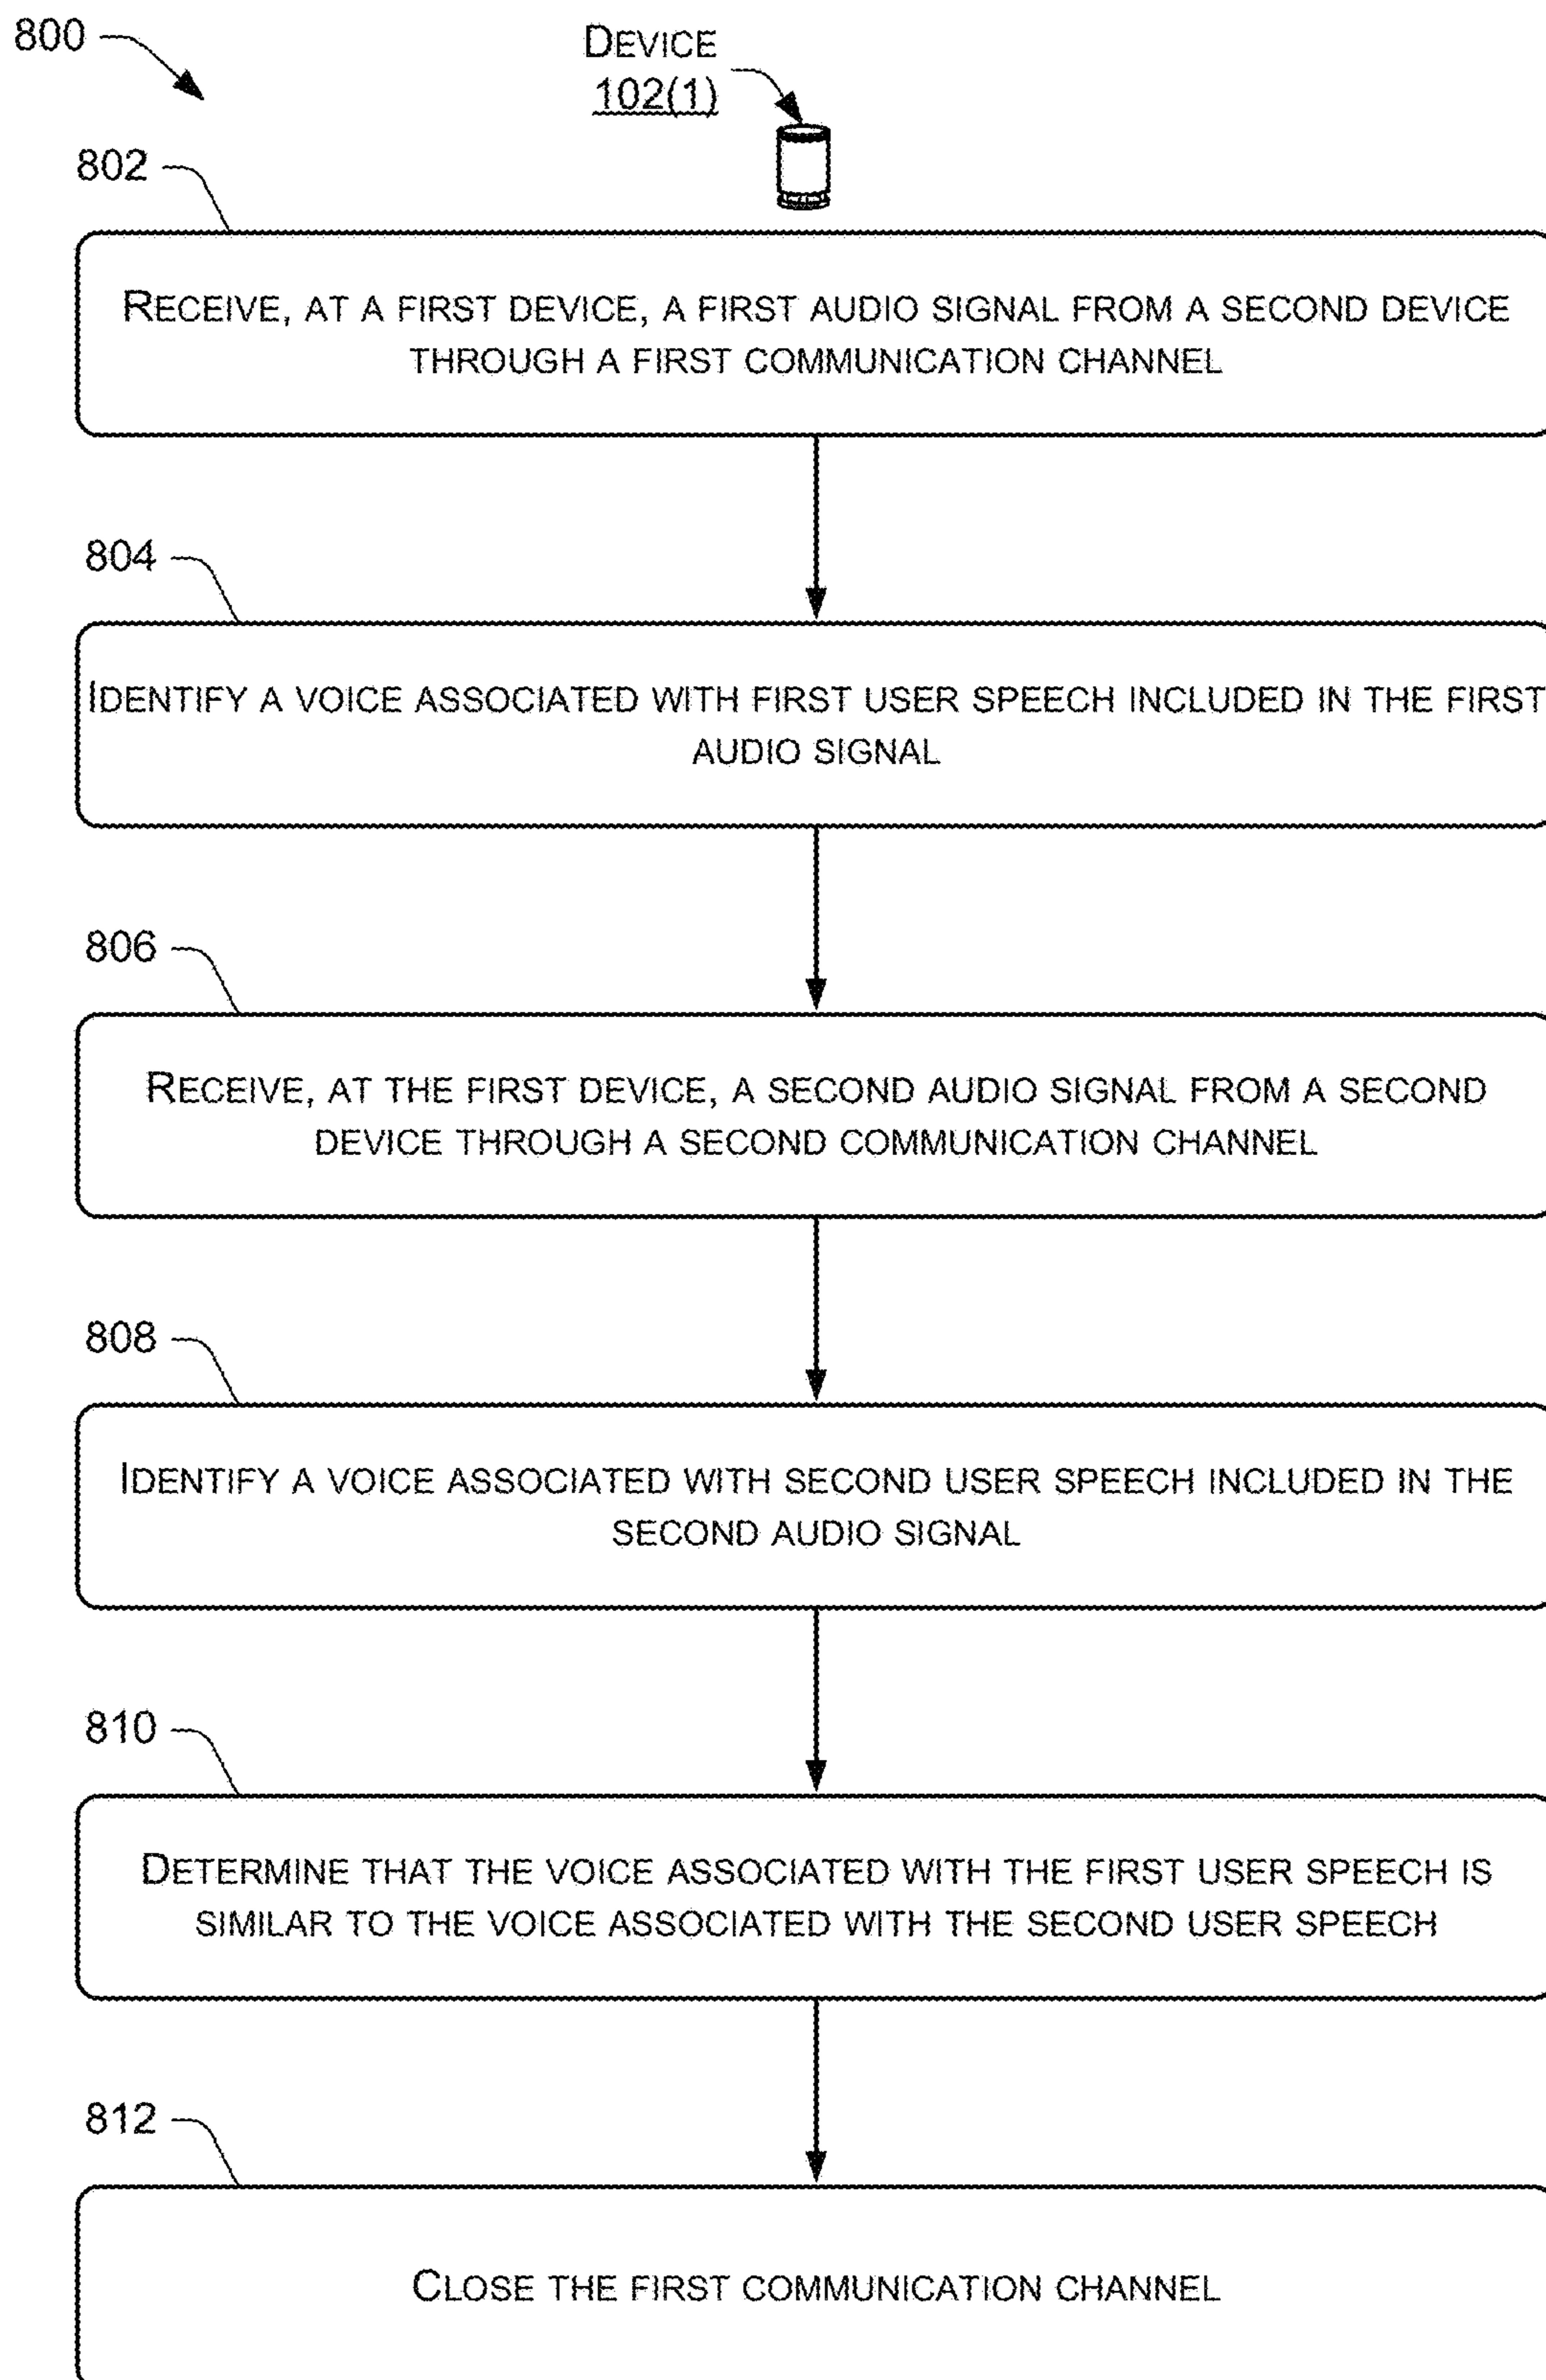 800
DEVICE
102(1)
802
RECEIVE, AT A FIRST DEVICE, A FIRST AUDIO SIGNAL FROM A SECOND DEVICE
THROUGH A FIRST COMMUNICATION CHANNEL
804
IDENTIFY A VOICE ASSOCIATED WITH FIRST USER SPEECH INCLUDED IN THE FIRST
AUDIO SIGNAL
806
RECEIVE, AT THE FIRST DEVICE, A SECOND AUDIO SIGNAL FROM A SECOND
DEVICE THROUGH A SECOND COMMUNICATION CHANNEL
808
IDENTIFY A VOICE ASSOCIATED WITH SECOND USER SPEECH INCLUDED IN THE
SECOND AUDIO SIGNAL
810
DETERMINE THAT THE VOICE ASSOCIATED WITH THE FIRST USER SPEECH IS
SIMILAR TO THE VOICE ASSOCIATED WITH THE SECOND USER SPEECH
812
CLOSE THE FIRST COMMUNICATION CHANNEL